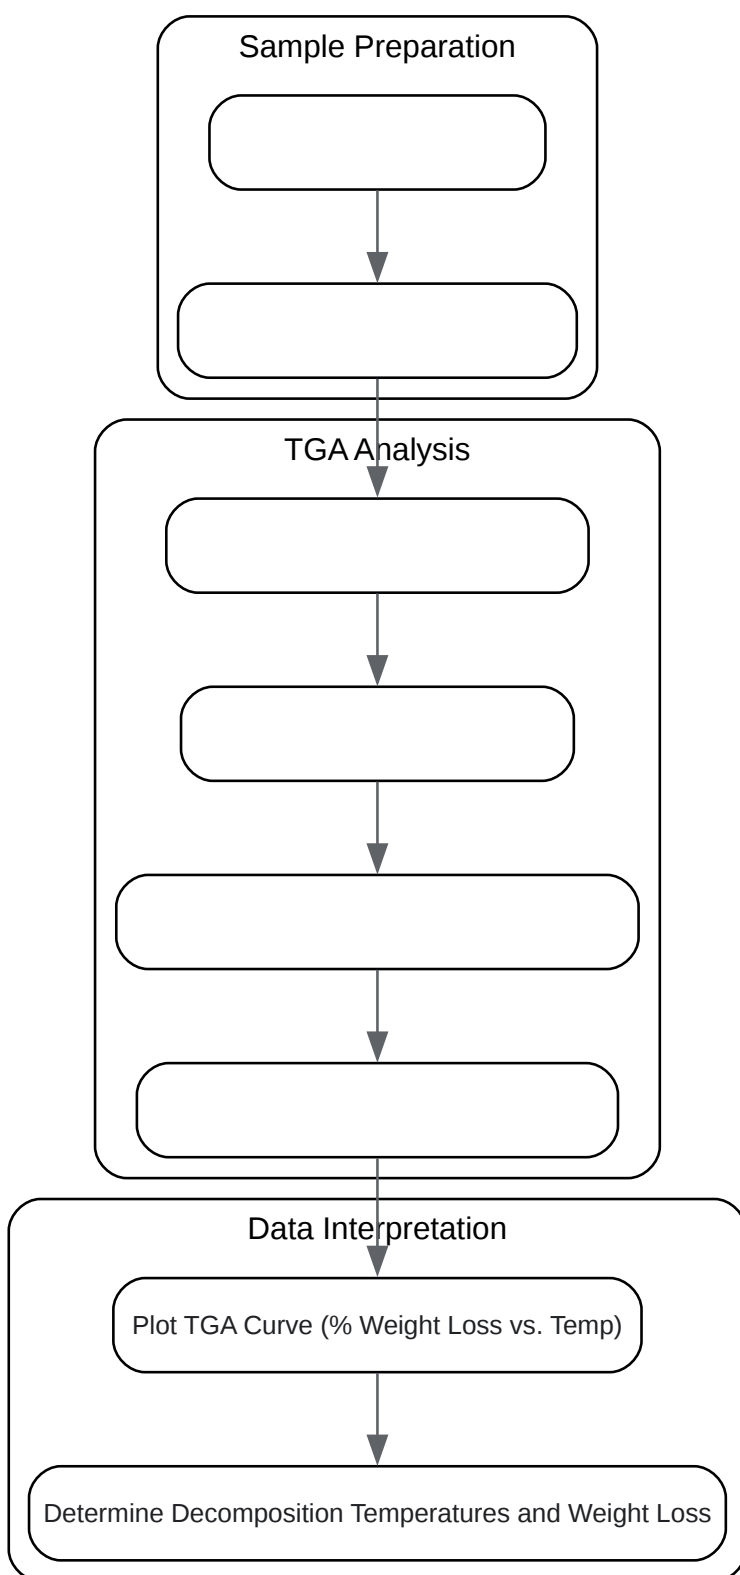 Sample Preparation
TGA Analysis
Data Interpretation
Plot TGA Curve (% Weight Loss vs. Temp)
Determine Decomposition Temperatures and Weight Loss